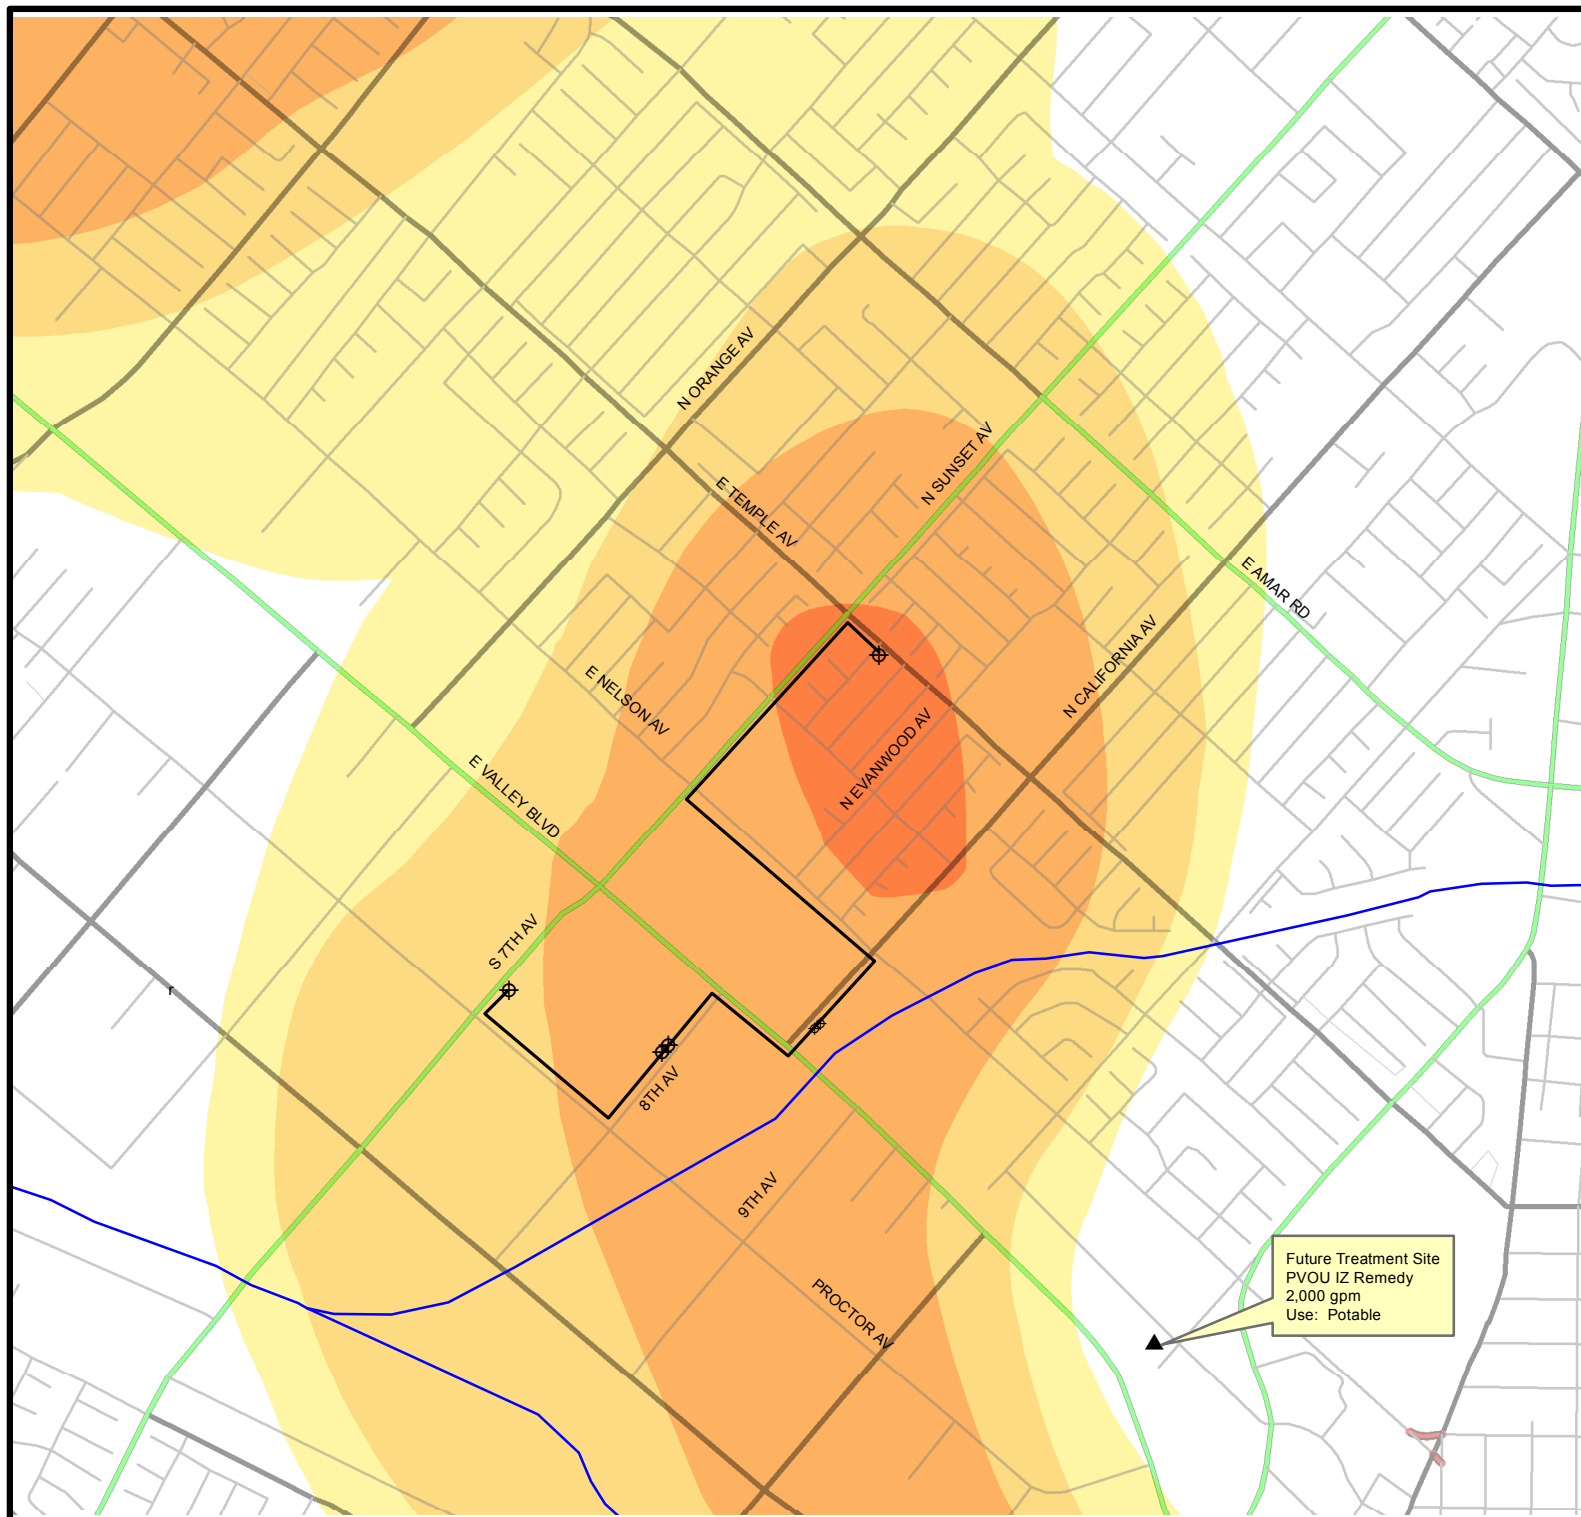 N ORANGE AV
N SUNSET AV
E TEMPLE AV
E AMAR RD
N CALIFORNIA AV
E NELSON AV
N EVANWOOD AV
E VALLEY BLVD
S 7TH AV
r
8TH AV
9TH AV
PROCTOR AV
Future Treatment Site
PVOU IZ Remedy
2,000 gpm
Use: Potable